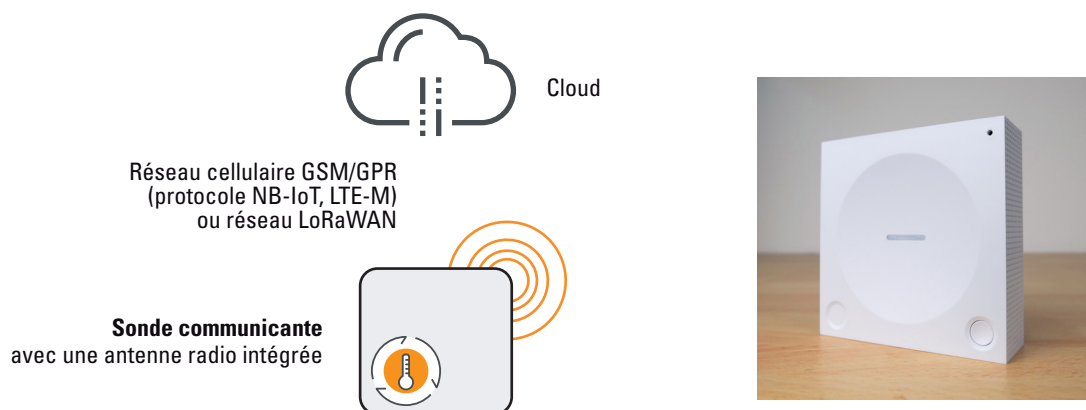 Cloud
Réseau cellulaire GSM/GPR
(protocole NB-IoT, LTE-M)
ou réseau LoRaWAN
Sonde communicante
avec une antenne radio intégrée